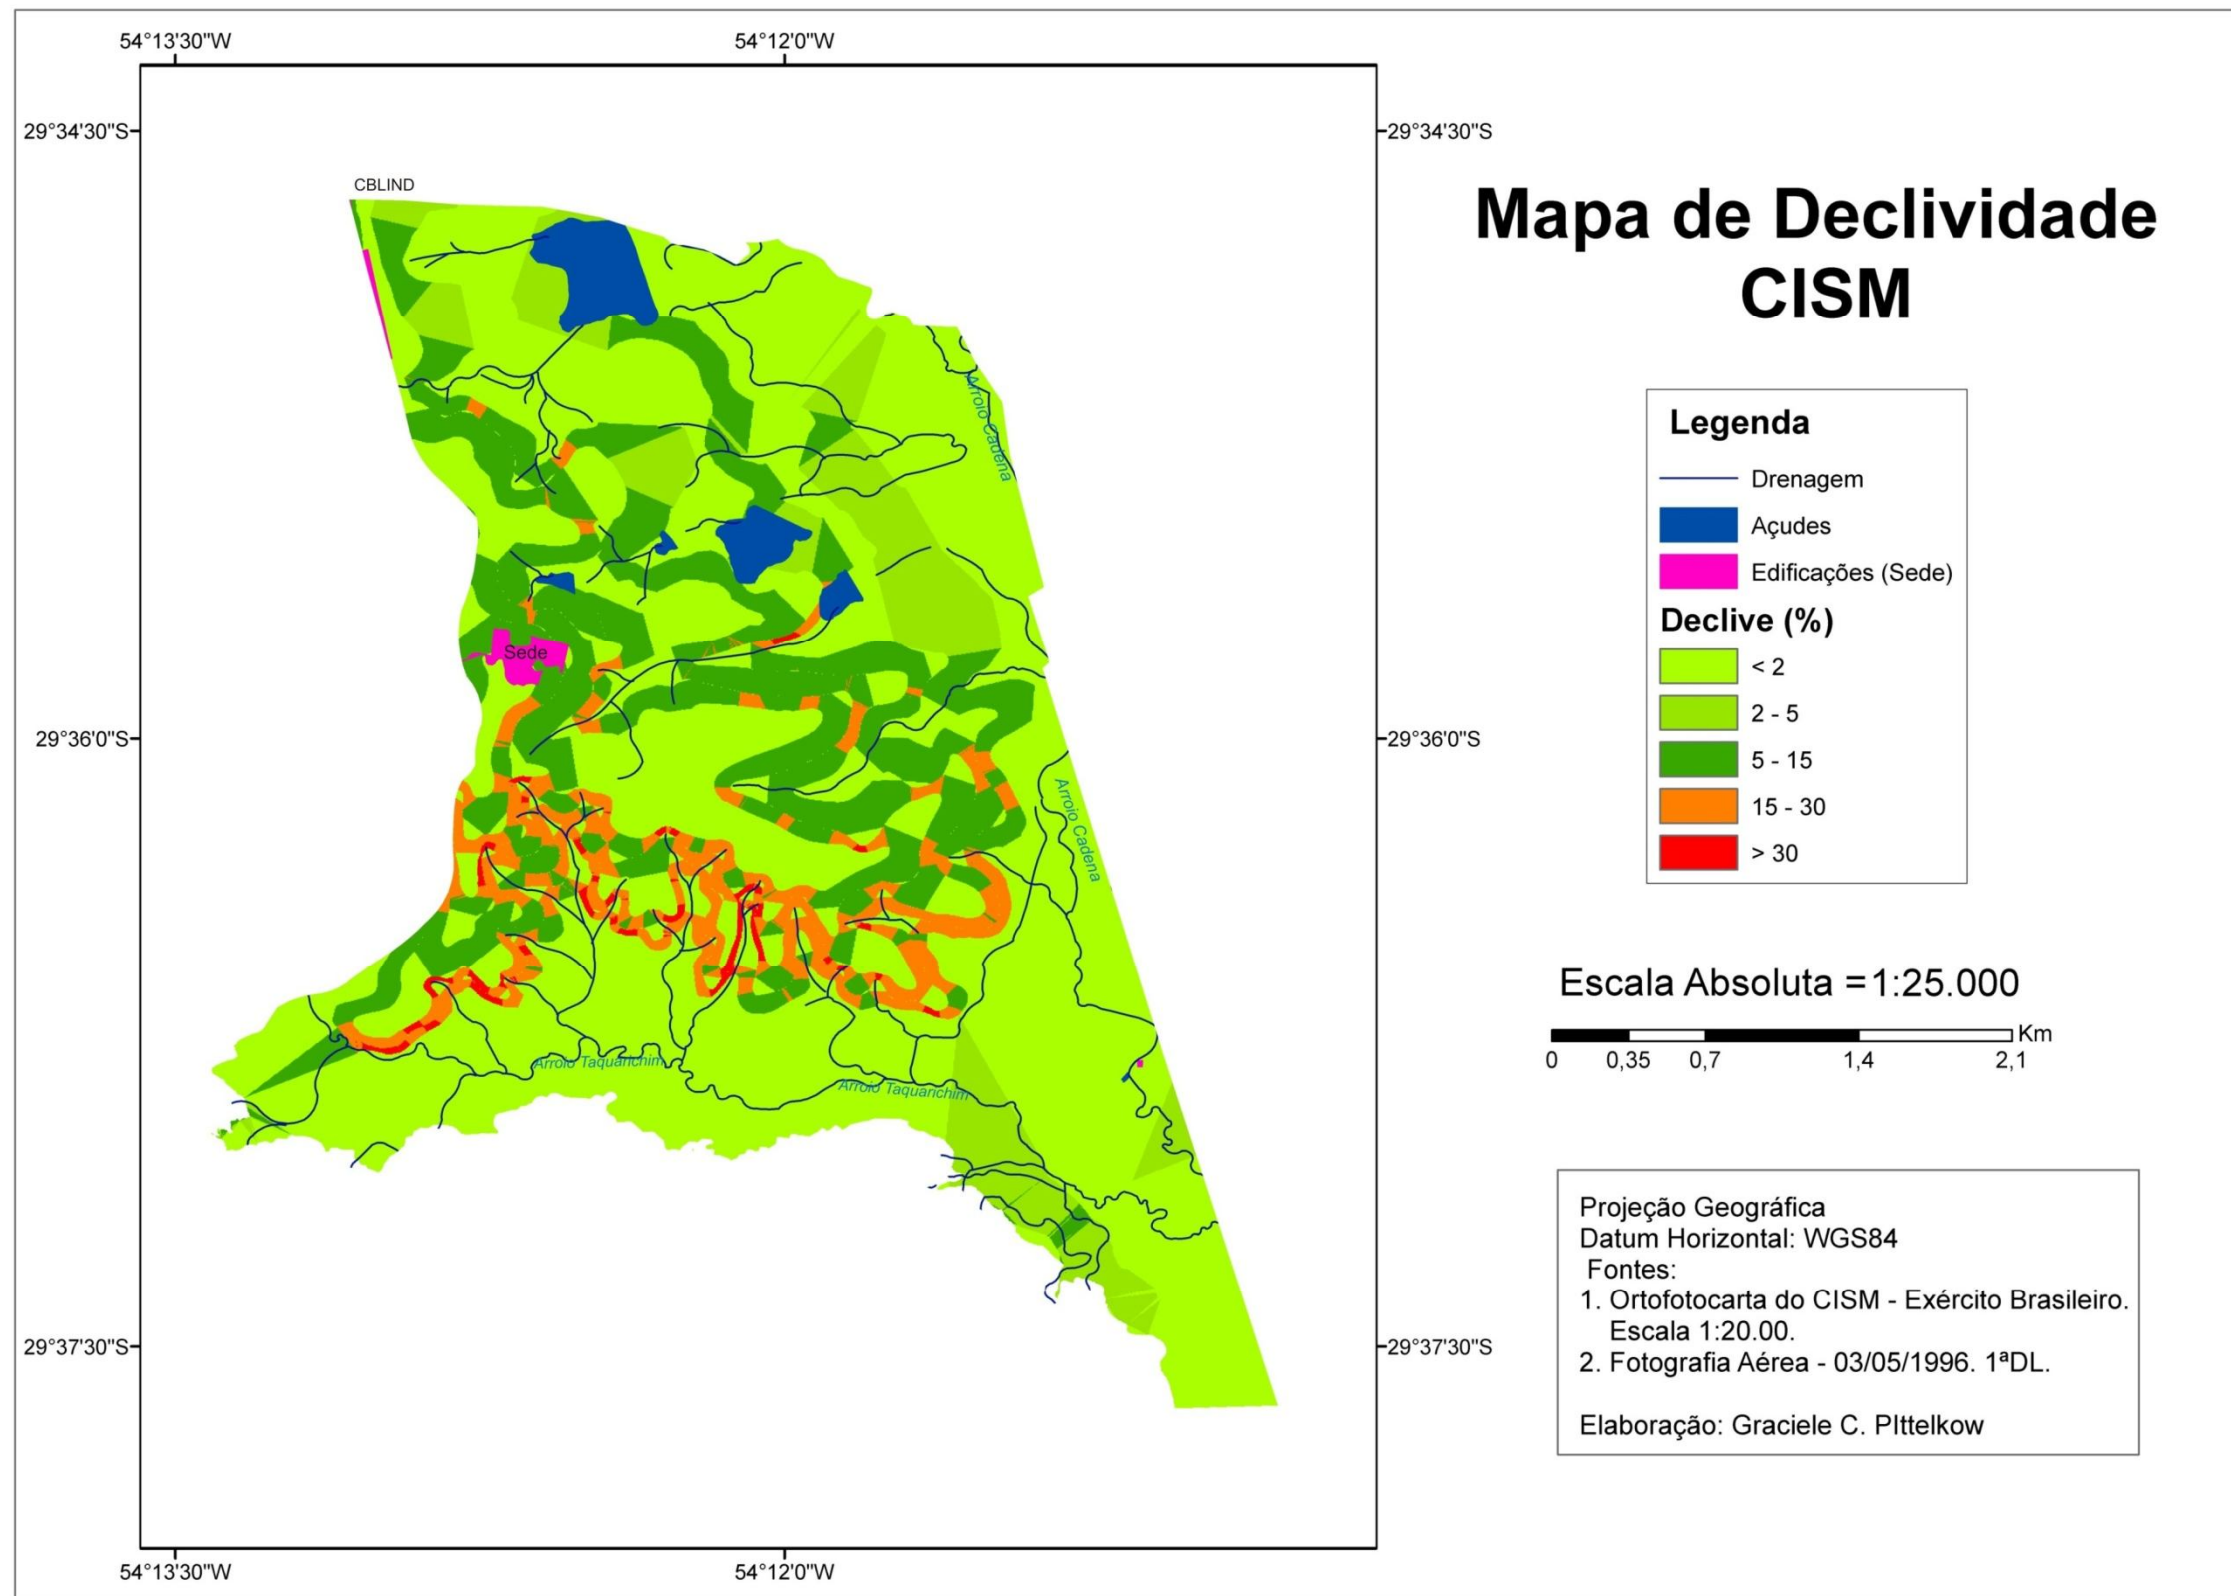 54°13'30"W
54°12'0"W
29°34'30"S
29°34'30"S
CBLIND
Mapa de Declividade
CISM
Arroio Cadena
Legenda
Drenagem
Açudes
Edificações (Sede)
Declive (%)
< 2
2 - 5
5 - 15
15 - 30
> 30
Sede
29°36'0"S
29°36'0"S
Arroio Cadena
Escala Absoluta =1:25.000
Km
0 0,35 0,7 1,4 2,1
Arroio Taquarichim
Arroio Taquarichim
Projeção Geográfica
Datum Horizontal: WGS84
Fontes:
1. Ortofotocarta do CISM - Exército Brasileiro.
Escala 1:20.00.
2. Fotografia Aérea - 03/05/1996. 1ªDL.
Elaboração: Graciele C. PIttelkow
29°37'30"S
29°37'30"S
54°13'30"W
54°12'0"W